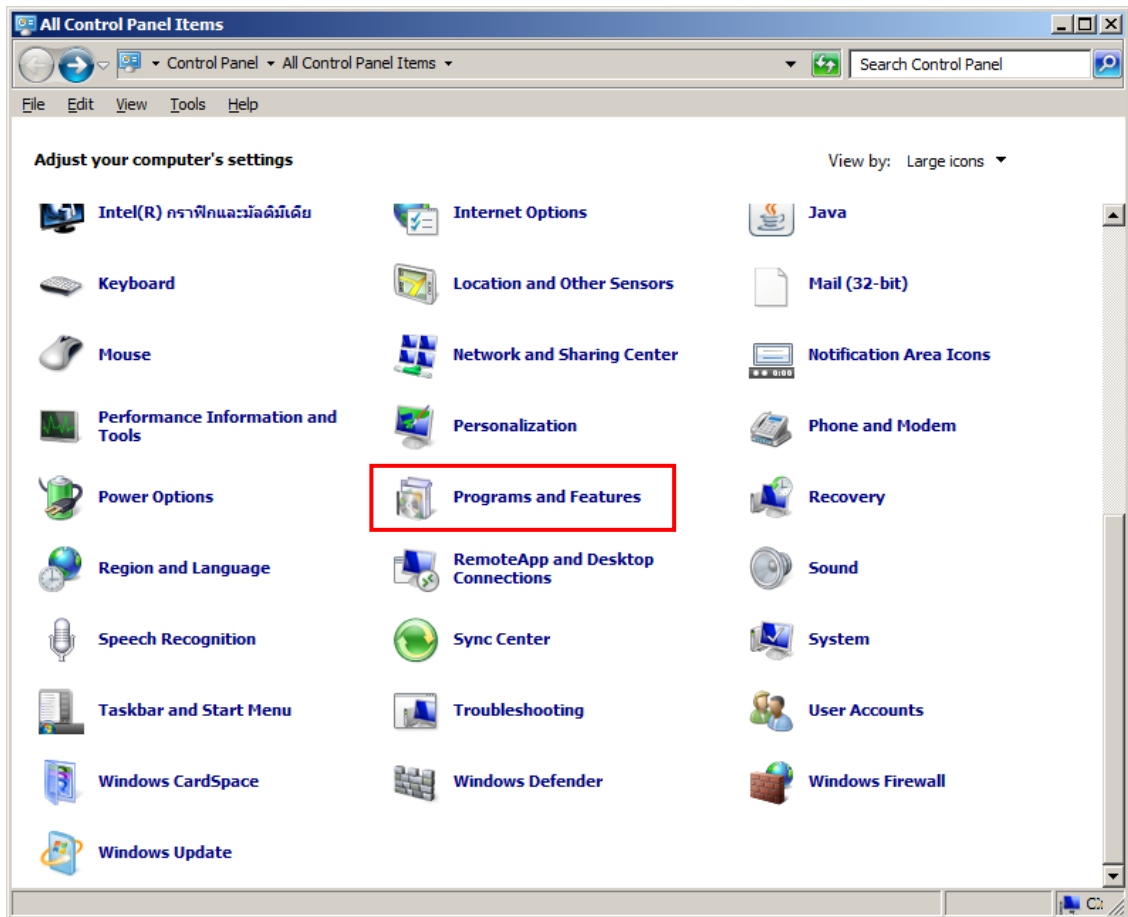 All Control Panel Items
Control Panel All Control Panel Items
Search Control Panel
File Edit View Tools Help
Adjust your computer's settings
View by: Large icons
Intel(R) กราฟิกและมัลติมีเดีย
Internet Options
Java
Keyboard
Location and Other Sensors
Mail (32-bit)
Mouse
Network and Sharing Center
Notification Area Icons
Performance Information and
Tools
Personalization
Phone and Modem
Power Options
Programs and Features
Recovery
Region and Language
RemoteApp and Desktop
Connections
Sound
Speech Recognition
Sync Center
System
Taskbar and Start Menu
Troubleshooting
User Accounts
Windows CardSpace
Windows Defender
Windows Firewall
Windows Update